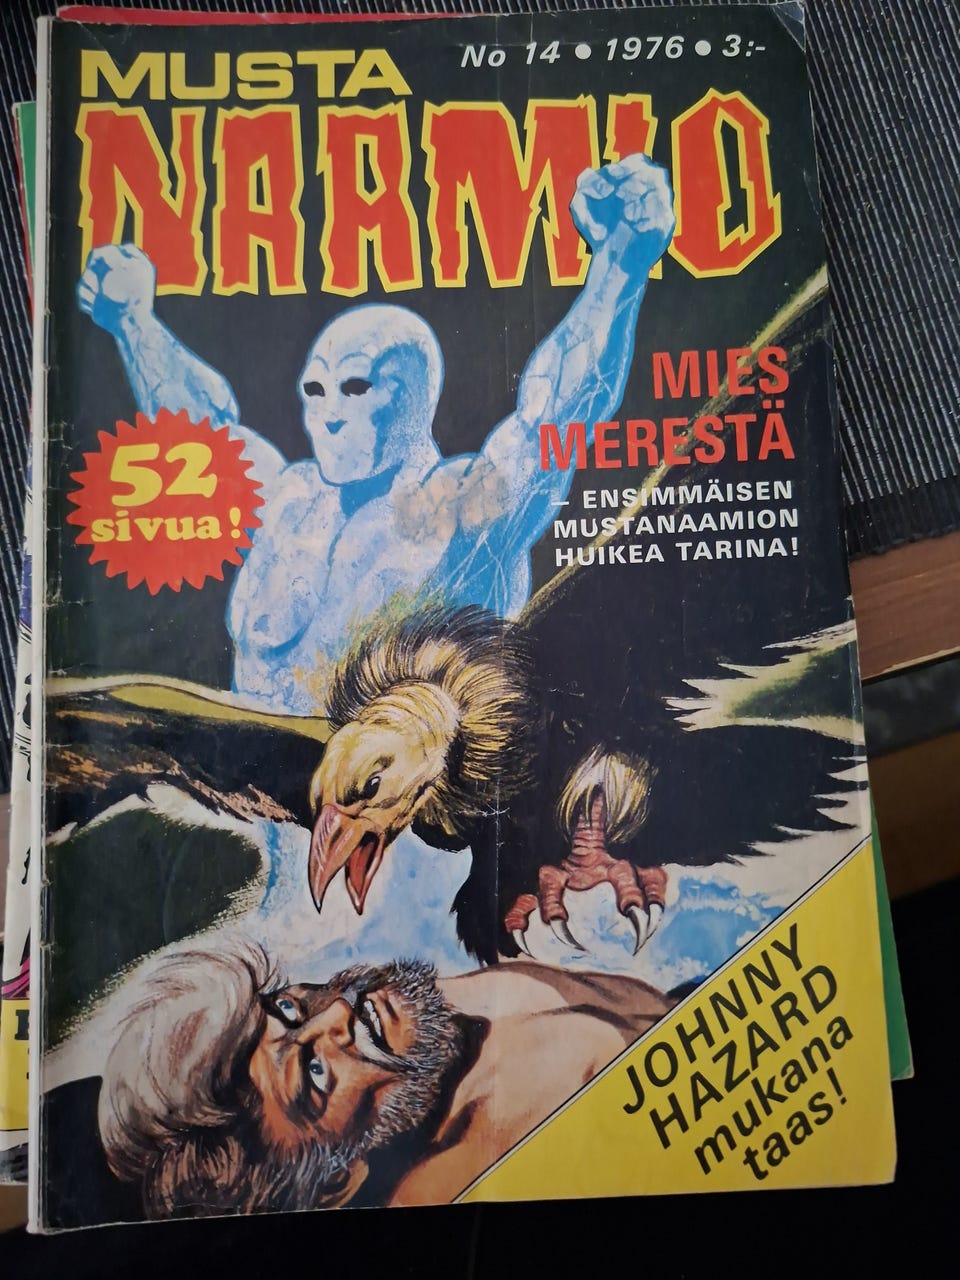 MUSTA
No 14 • 1976 • 3:-
NAAMIO
MIES
MERESTÄ
– ENSIMMÄISEN
MUSTANAAMION
HUIKEA TARINA!
52
sivua!
JOHNNY
HAZARD
mukana
taas!